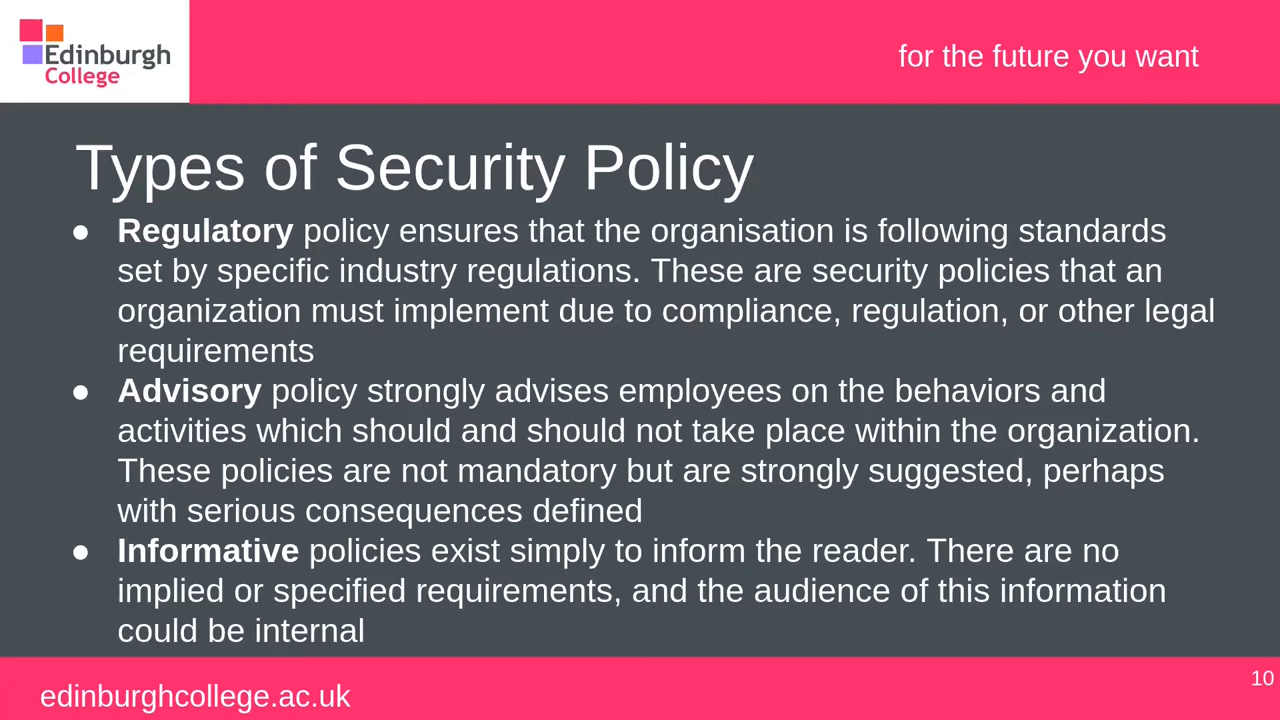 Edinburgh
College
for the future you want
Types of Security Policy
● Regulatory policy ensures that the organisation is following standards
set by specific industry regulations. These are security policies that an
organization must implement due to compliance, regulation, or other legal
requirements
● Advisory policy strongly advises employees on the behaviors and
activities which should and should not take place within the organization.
These policies are not mandatory but are strongly suggested, perhaps
with serious consequences defined
● Informative policies exist simply to inform the reader. There are no
implied or specified requirements, and the audience of this information
could be internal
edinburghcollege.ac.uk
10